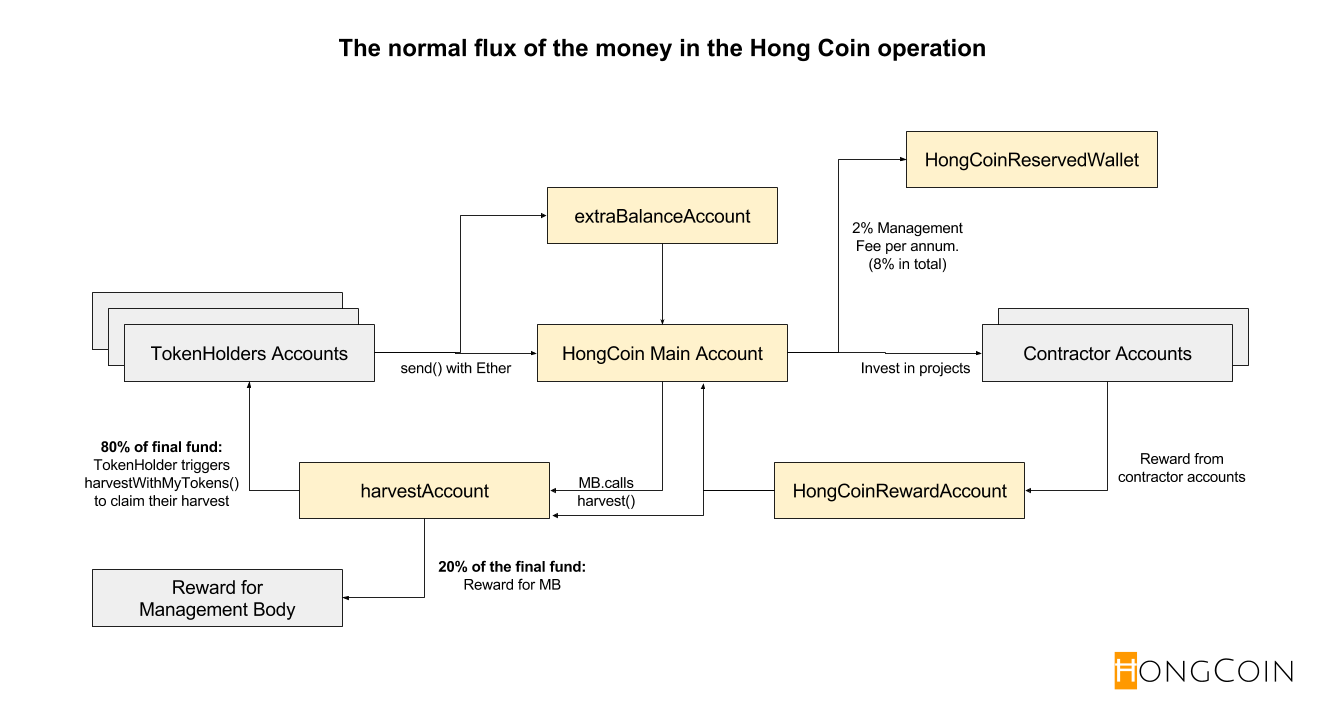 The normal flux of the money in the Hong Coin operation
HongCoinReservedWallet
extraBalanceAccount
2% Management
Fee per annum.
(8% in total)
TokenHolders Accounts
send() with Ether
HongCoin Main Account
Invest in projects
Contractor Accounts
80% of final fund:
TokenHolder triggers
harvestWithMyTokens()
to claim their harvest
harvestAccount
MB.calls
harvest()
HongCoinRewardAccount
Reward from
contractor accounts
20% of the final fund:
Reward for MB
Reward for
Management Body
HONGCOIN